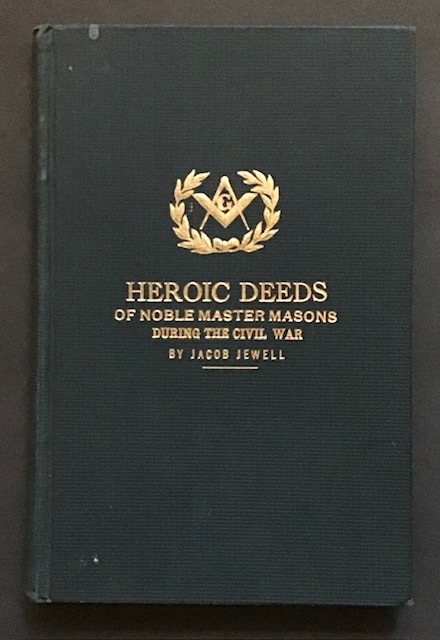 G
HEROIC DEEDS
OF NOBLE MASTER MASONS
DURING THE CIVIL WAR
BY JACOB JEWELL